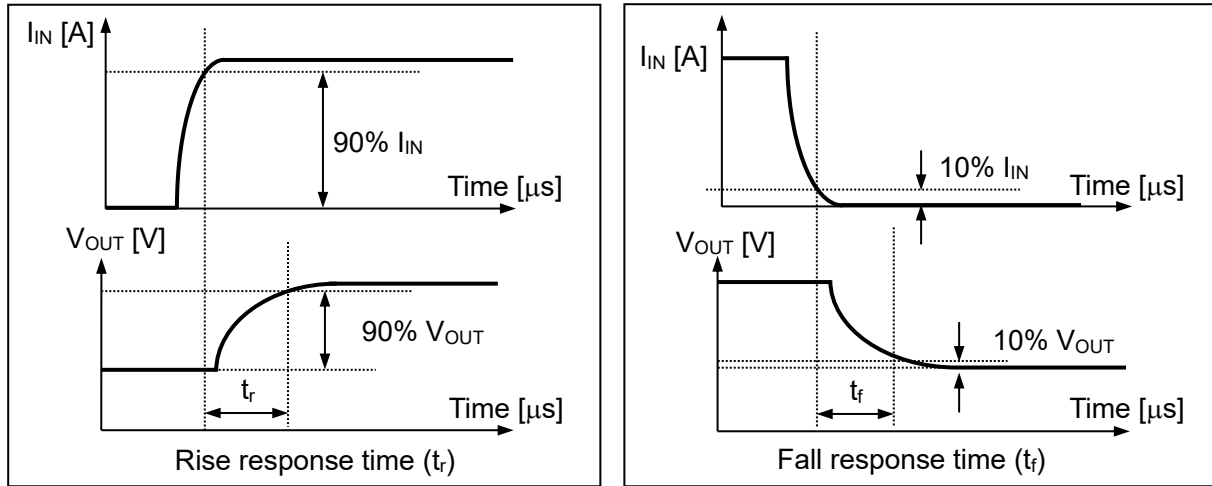 I_IN [A]
90% I_IN
Time [μs]
V_OUT [V]
90% V_OUT
t_r
Time [μs]
Rise response time (t_r)
I_IN [A]
10% I_IN
Time [μs]
V_OUT [V]
10% V_OUT
t_f
Time [μs]
Fall response time (t_f)